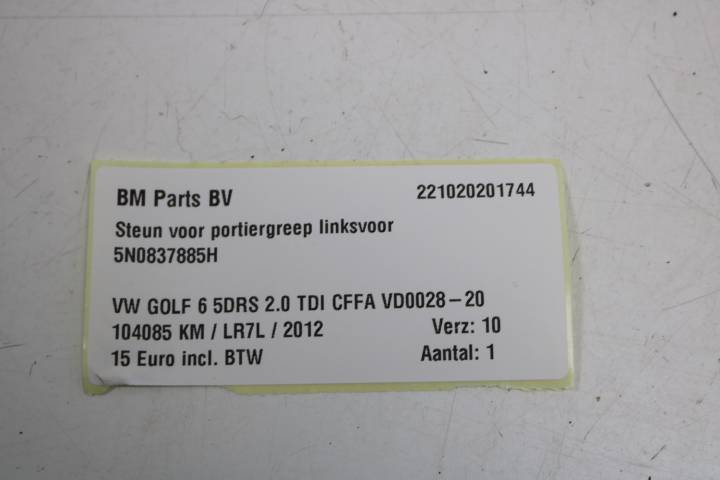 BM Parts BV 221020201744
Steun voor portiergreep linksvoor
5N0837885H
VW GOLF 6 5DRS 2.0 TDI CFFA VD0028-20
104085 KM / LR7L / 2012 Verz: 10
15 Euro incl. BTW Aantal: 1